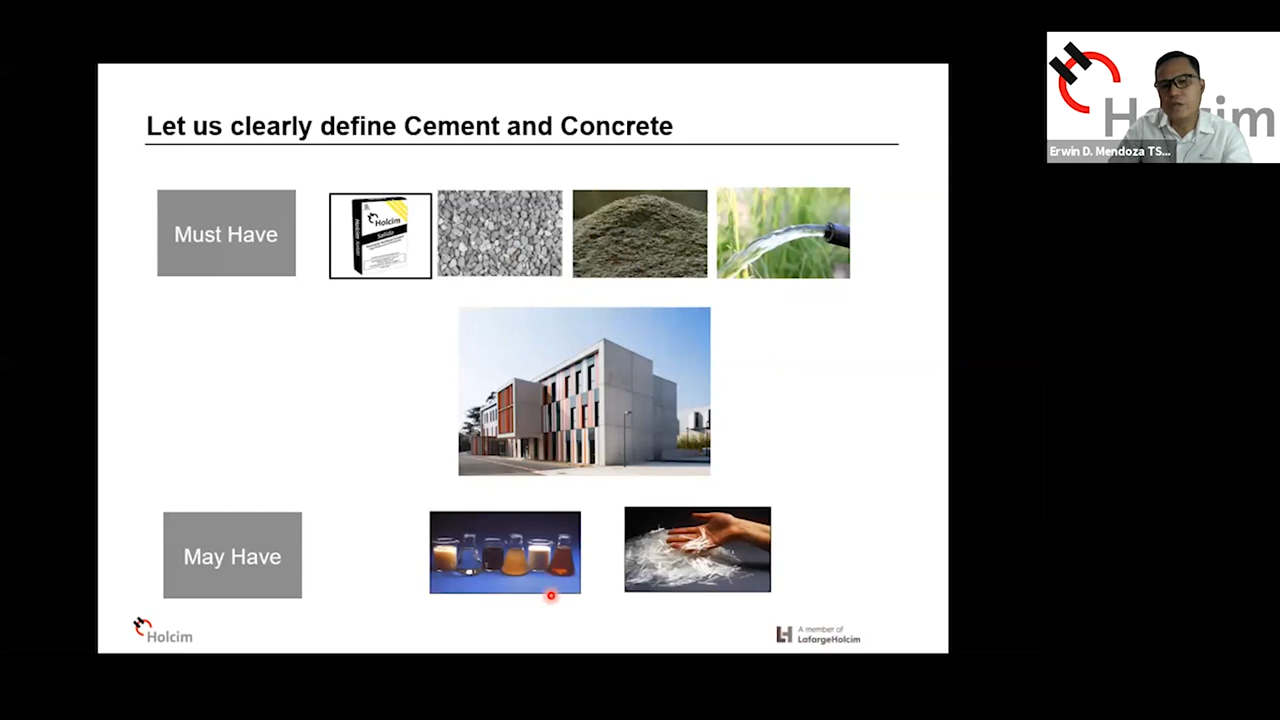 Let us clearly define Cement and Concrete
Must Have
Holcim
Solido
May Have
Holcim
A member of
LafargeHolcim
Erwin D. Mendoza TS...